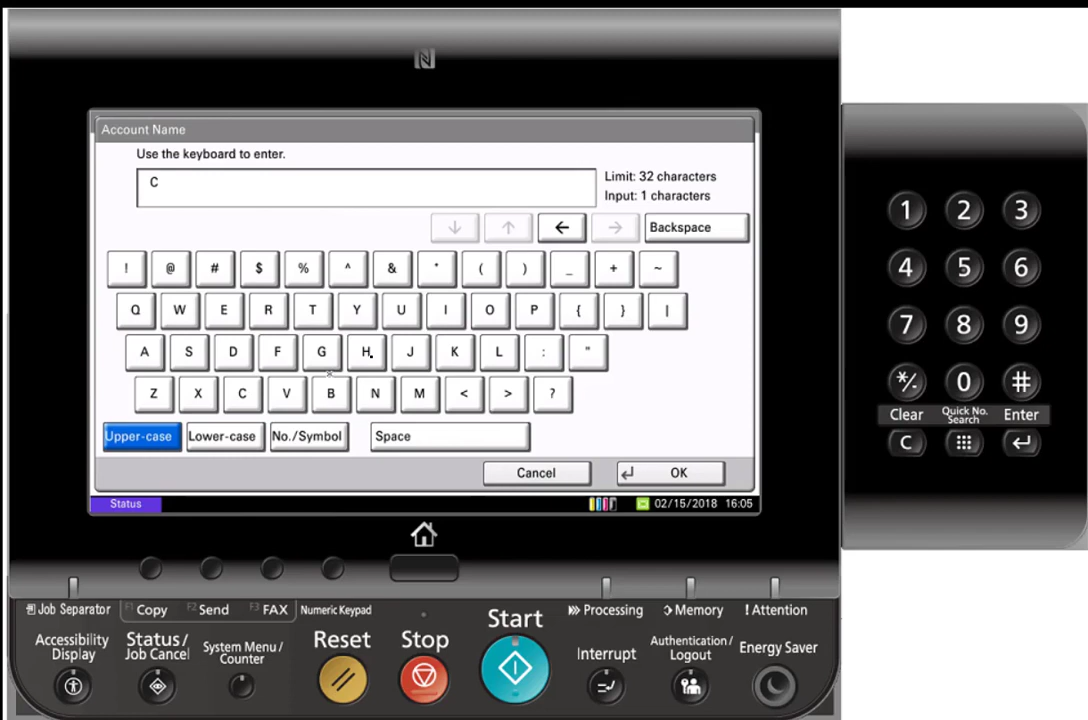 Account Name
Use the keyboard to enter.
C
Limit: 32 characters
Input: 1 characters
↓ ↑ ← → Backspace
! @ # $ % ^ & * ( ) _ + ~
Q W E R T Y U I O P { } |
A S D F G H J K L : "
Z X C V B N M < > ?
Upper-case Lower-case No./Symbol Space
Cancel OK
Status 02/15/2018 16:05
1 2 3
4 5 6
7 8 9
*/. 0 #
Clear Quick No. Search Enter
C
Job Separator F1 Copy F2 Send F3 FAX Numeric Keypad Processing Memory ! Attention
Accessibility Display
Status / Job Cancel
System Menu / Counter
Reset
Stop
Start
Interrupt
Authentication / Logout
Energy Saver